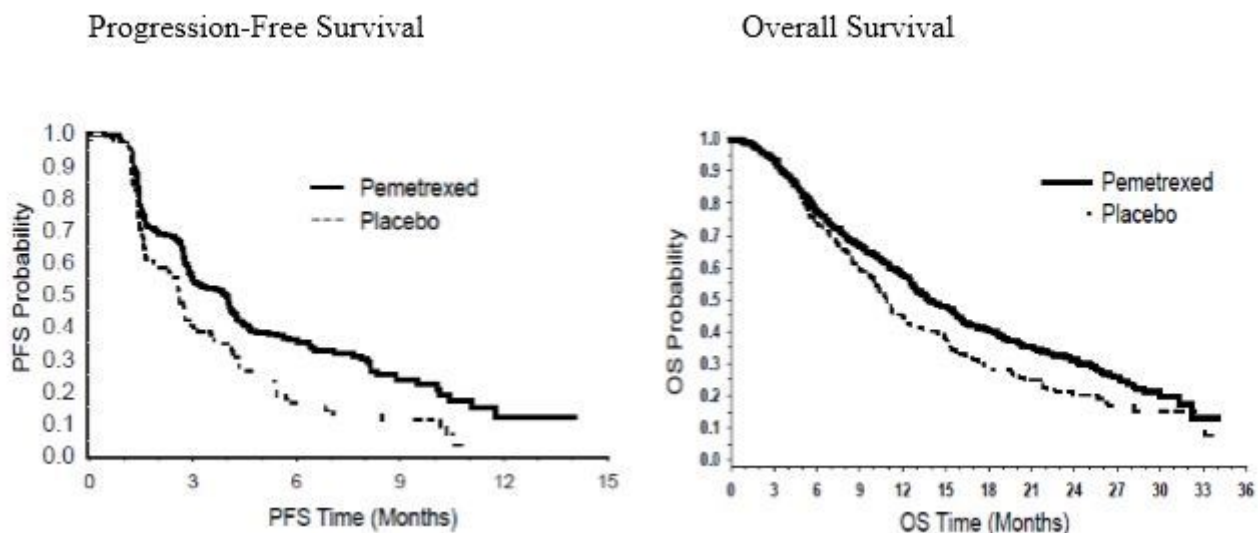 Progression-Free Survival
Overall Survival
PFS Probability
1.0
0.9
0.8
0.7
0.6
0.5
0.4
0.3
0.2
0.1
0.0
Pemetrexed
Placebo
0 3 6 9 12 15
PFS Time (Months)
OS Probability
1.0
0.9
0.8
0.7
0.6
0.5
0.4
0.3
0.2
0.1
0.0
Pemetrexed
Placebo
0 3 6 9 12 15 18 21 24 27 30 33 36
OS Time (Months)